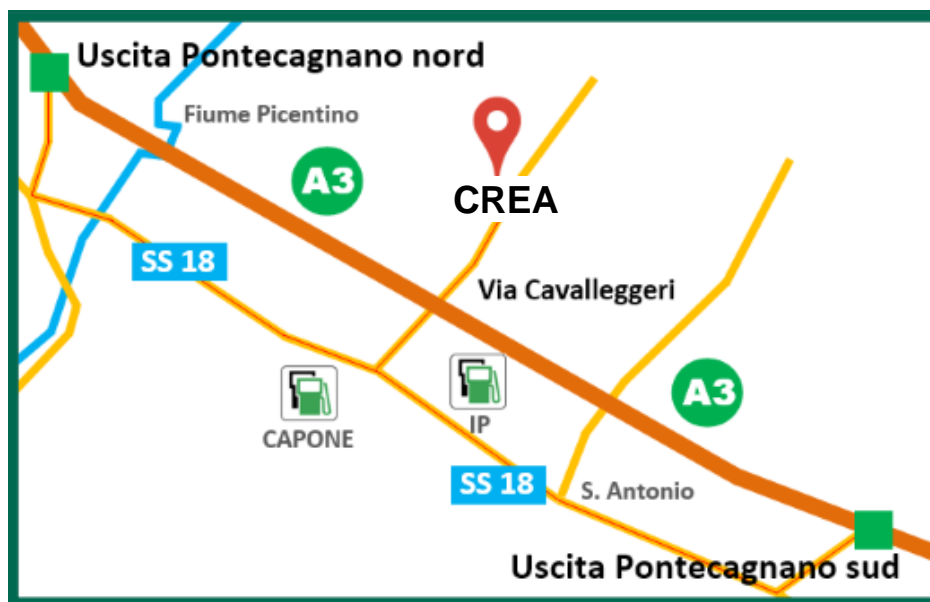 Uscita Pontecagnano nord
Fiume Picentino
A3
CREA
SS 18
Via Cavalleggeri
A3
CAPONE
IP
SS 18
S. Antonio
Uscita Pontecagnano sud